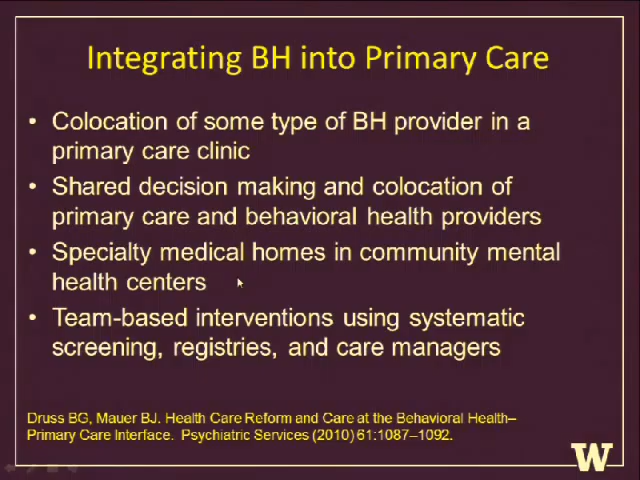 Integrating BH into Primary Care
• Colocation of some type of BH provider in a
primary care clinic
• Shared decision making and colocation of
primary care and behavioral health providers
• Specialty medical homes in community mental
health centers
• Team-based interventions using systematic
screening, registries, and care managers
Druss BG, Mauer BJ. Health Care Reform and Care at the Behavioral Health–
Primary Care Interface. Psychiatric Services (2010) 61:1087–1092.
W